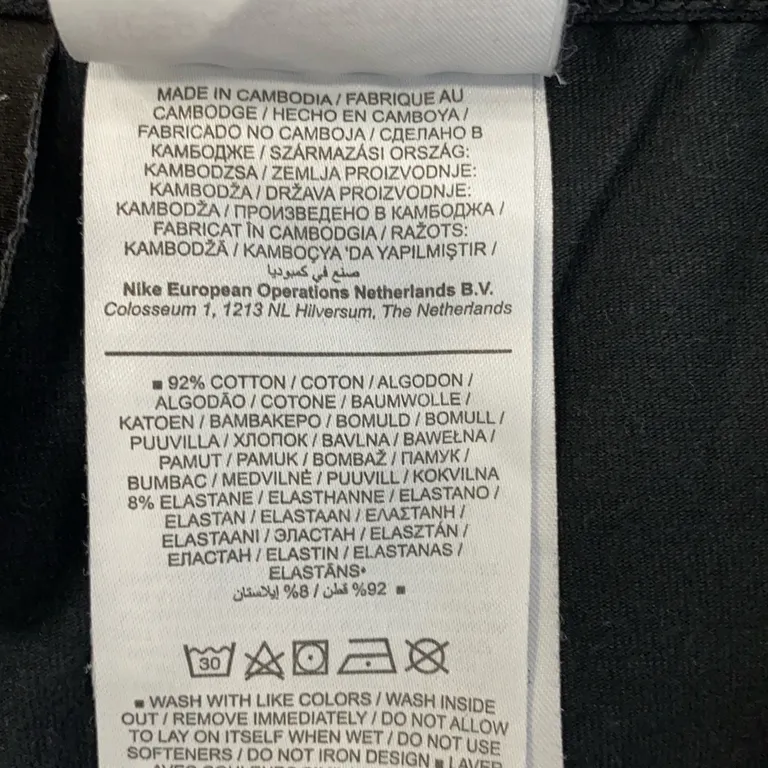 MADE IN CAMBODIA / FABRIQUE AU
CAMBODGE / HECHO EN CAMBOYA /
FABRICADO NO CAMBOJA / СДЕЛАНО В
КАМБОДЖЕ / SZÁRMAZÁSI ORSZÁG:
KAMBODZSA / ZEMLJA PROIZVODNJE:
KAMBODŽA / DRŽAVA PROIZVODNJE:
KAMBODŽA / ПРОИЗВЕДЕНО В КАМБОДЖА /
FABRICAT ÎN CAMBODGIA / RAŽOTS:
KAMBODŽĀ / KAMBOÇYA 'DA YAPILMIŞTIR /
صنع في كمبوديا
Nike European Operations Netherlands B.V.
Colosseum 1, 1213 NL Hilversum, The Netherlands
■ 92% COTTON / COTON / ALGODON /
ALGODÃO / COTONE / BAUMWOLLE /
KATOEN / ΒΑΜΒΑΚΕΡΟ / BOMULD / BOMULL /
PUUVILLA / ХЛОПОК / BAVLNA / BAWEŁNA /
PAMUT / PAMUK / BOMBAŽ / ПАМУК /
BUMBAC / MEDVILNĖ / PUUVILL / KOKVILNA
8% ELASTANE / ELASTHANNE / ELASTANO /
ELASTAN / ELASTAAN / ΕΛΑΣΤΑΝΗ /
ELASTAANI / ЭЛАСТАН / ELASZTÁN /
ЕЛАСТАН / ELASTIN / ELASTANAS /
ELASTĀNS•
■ 92% قطن / 8% إيلاستان
30
■ WASH WITH LIKE COLORS / WASH INSIDE
OUT / REMOVE IMMEDIATELY / DO NOT ALLOW
TO LAY ON ITSELF WHEN WET / DO NOT USE
SOFTENERS / DO NOT IRON DESIGN ■ LAVER